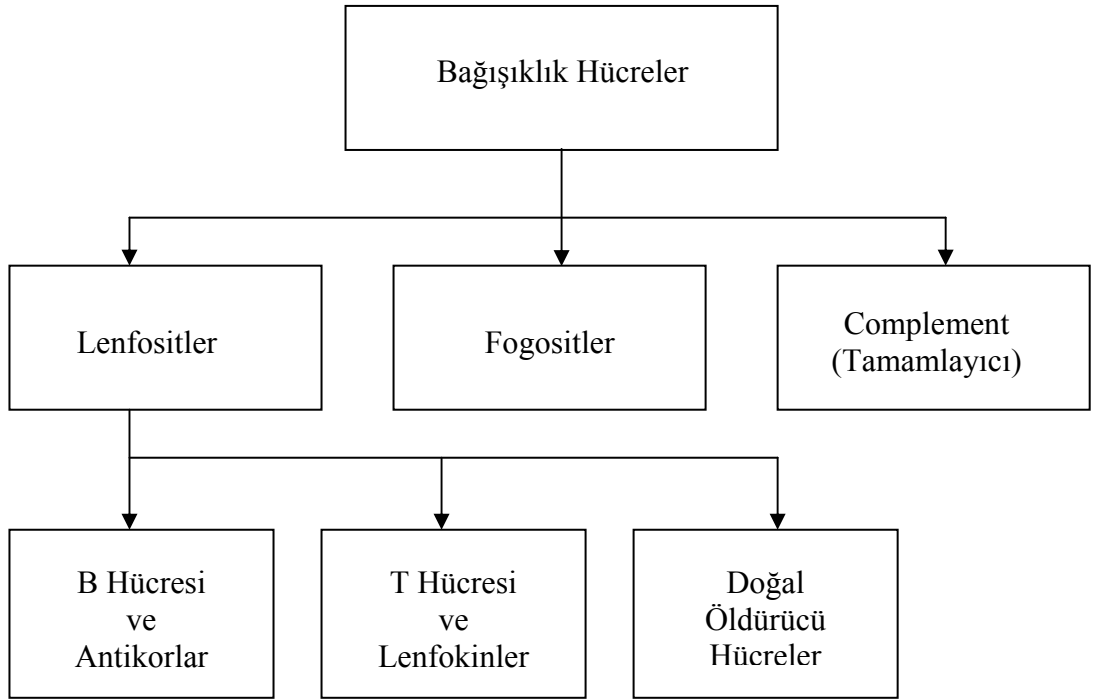 Bağışıklık Hücreler
Lenfositler
Fogositler
Complement
(Tamamlayıcı)
B Hücresi
ve
Antikorlar
T Hücresi
ve
Lenfokinler
Doğal
Öldürücü
Hücreler